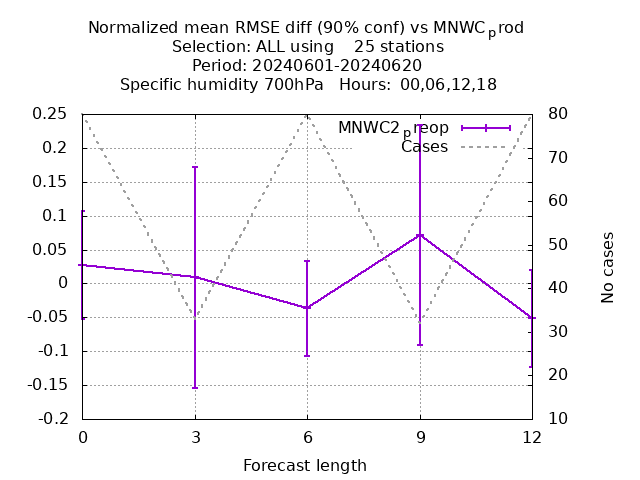 Normalized mean RMSE diff (90% conf) vs MNWCprod
Selection: ALL using    25 stations
Period: 20240601-20240620
Specific humidity 700hPa   Hours:  00,06,12,18
MNWC2preop
Cases
0.25
0.2
0.15
0.1
0.05
0
-0.05
-0.1
-0.15
-0.2
80
70
60
50
40
30
20
10
No cases
0 3 6 9 12
Forecast length